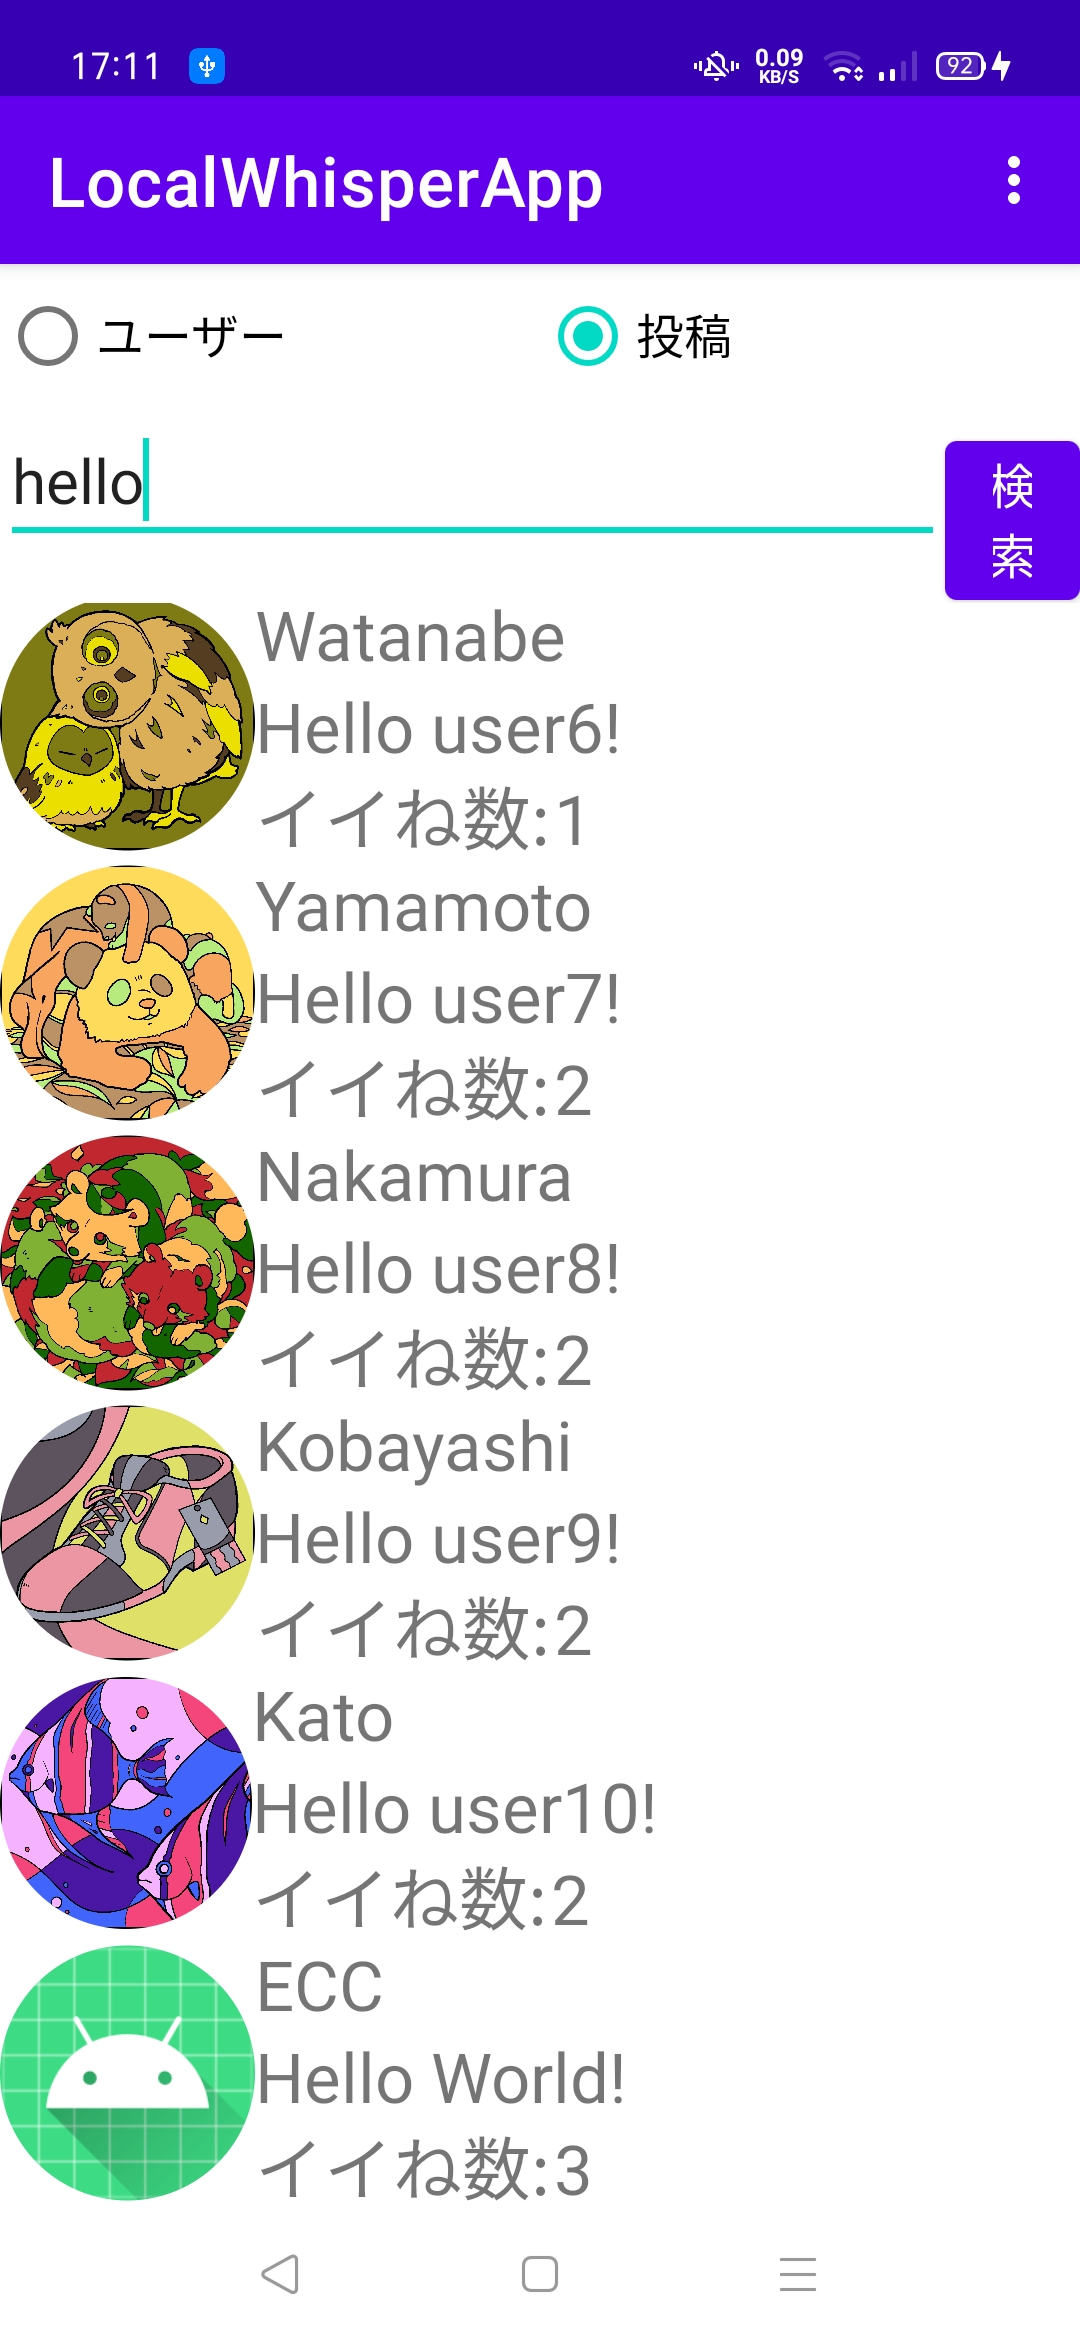 17:11
0.09
KB/S
92
LocalWhisperApp
ユーザー
投稿
hello
検
索
Watanabe
Hello user6!
イイね数:1
Yamamoto
Hello user7!
イイね数:2
Nakamura
Hello user8!
イイね数:2
Kobayashi
Hello user9!
イイね数:2
Kato
Hello user10!
イイね数:2
ECC
Hello World!
イイね数:3